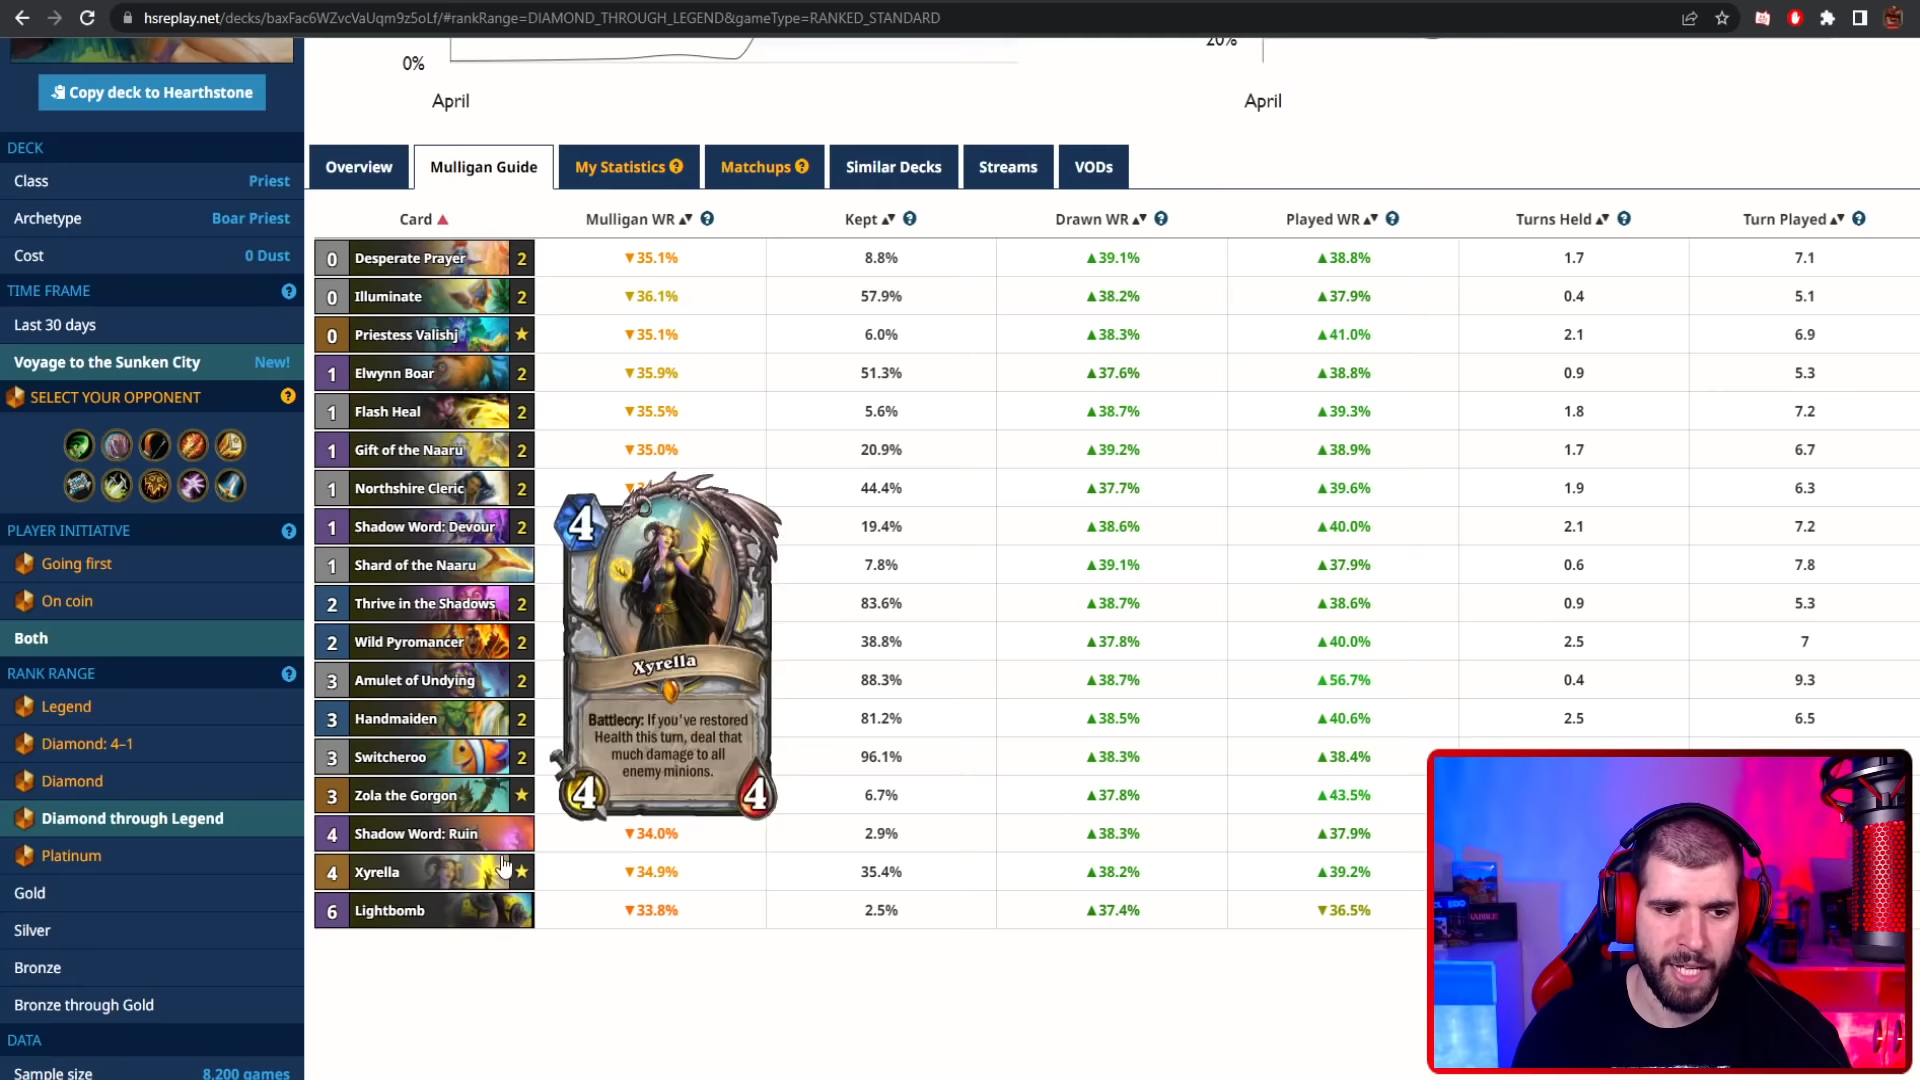 hsreplay.net/decks/baxFac6WZvcVaUqm9z5oLf/#rankRange=DIAMOND_THROUGH_LEGEND&gameType=RANKED_STANDARD
Copy deck to Hearthstone
DECK
Class Priest
Archetype Boar Priest
Cost 0 Dust
TIME FRAME ?
Last 30 days
Voyage to the Sunken City New!
SELECT YOUR OPPONENT ?
PLAYER INITIATIVE ?
Going first
On coin
Both
RANK RANGE ?
Legend
Diamond: 4–1
Diamond
Diamond through Legend
Platinum
Gold
Silver
Bronze
Bronze through Gold
DATA
Sample size 8,200 games
0%
April
20%
April
Overview Mulligan Guide My Statistics ? Matchups ? Similar Decks Streams VODs
Card ▲ Mulligan WR ▲▼ ? Kept ▲▼ ? Drawn WR ▲▼ ? Played WR ▲▼ ? Turns Held ▲▼ ? Turn Played ▲▼ ?
0 Desperate Prayer 2 ▼35.1% 8.8% ▲39.1% ▲38.8% 1.7 7.1
0 Illuminate 2 ▼36.1% 57.9% ▲38.2% ▲37.9% 0.4 5.1
0 Priestess Valishj ★ ▼35.1% 6.0% ▲38.3% ▲41.0% 2.1 6.9
1 Elwynn Boar 2 ▼35.9% 51.3% ▲37.6% ▲38.8% 0.9 5.3
1 Flash Heal 2 ▼35.5% 5.6% ▲38.7% ▲39.3% 1.8 7.2
1 Gift of the Naaru 2 ▼35.0% 20.9% ▲39.2% ▲38.9% 1.7 6.7
1 Northshire Cleric 2 44.4% ▲37.7% ▲39.6% 1.9 6.3
1 Shadow Word: Devour 2 19.4% ▲38.6% ▲40.0% 2.1 7.2
1 Shard of the Naaru 7.8% ▲39.1% ▲37.9% 0.6 7.8
2 Thrive in the Shadows 2 83.6% ▲38.7% ▲38.6% 0.9 5.3
2 Wild Pyromancer 2 38.8% ▲37.8% ▲40.0% 2.5 7
3 Amulet of Undying 2 88.3% ▲38.7% ▲56.7% 0.4 9.3
3 Handmaiden 2 81.2% ▲38.5% ▲40.6% 2.5 6.5
3 Switcheroo 2 96.1% ▲38.3% ▲38.4%
3 Zola the Gorgon ★ 6.7% ▲37.8% ▲43.5%
4 Shadow Word: Ruin ▼34.0% 2.9% ▲38.3% ▲37.9%
4 Xyrella ★ ▼34.9% 35.4% ▲38.2% ▲39.2%
6 Lightbomb ▼33.8% 2.5% ▲37.4% ▼36.5%
4
Xyrella
Battlecry: If you've restored
Health this turn, deal that
much damage to all
enemy minions.
4 4